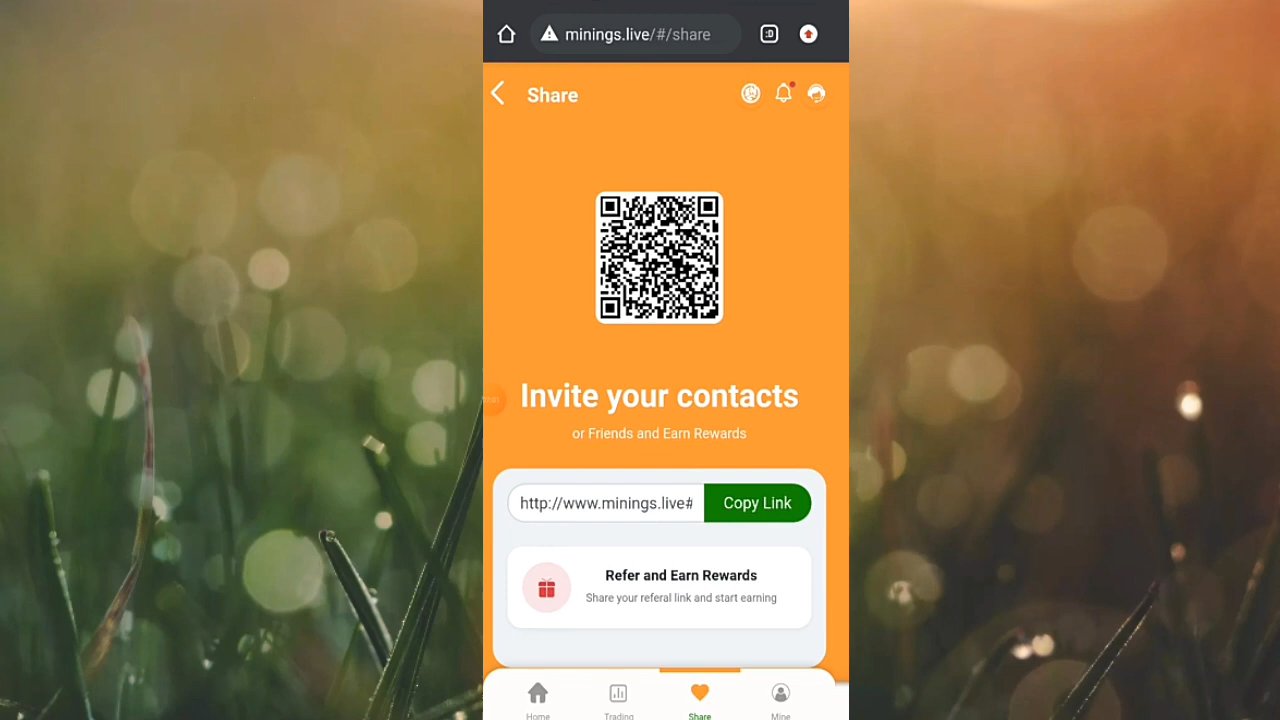 minings.live/#/share
:D
Share
Invite your contacts
or Friends and Earn Rewards
http://www.minings.live#
Copy Link
Refer and Earn Rewards
Share your referal link and start earning
Home
Trading
Share
Mine